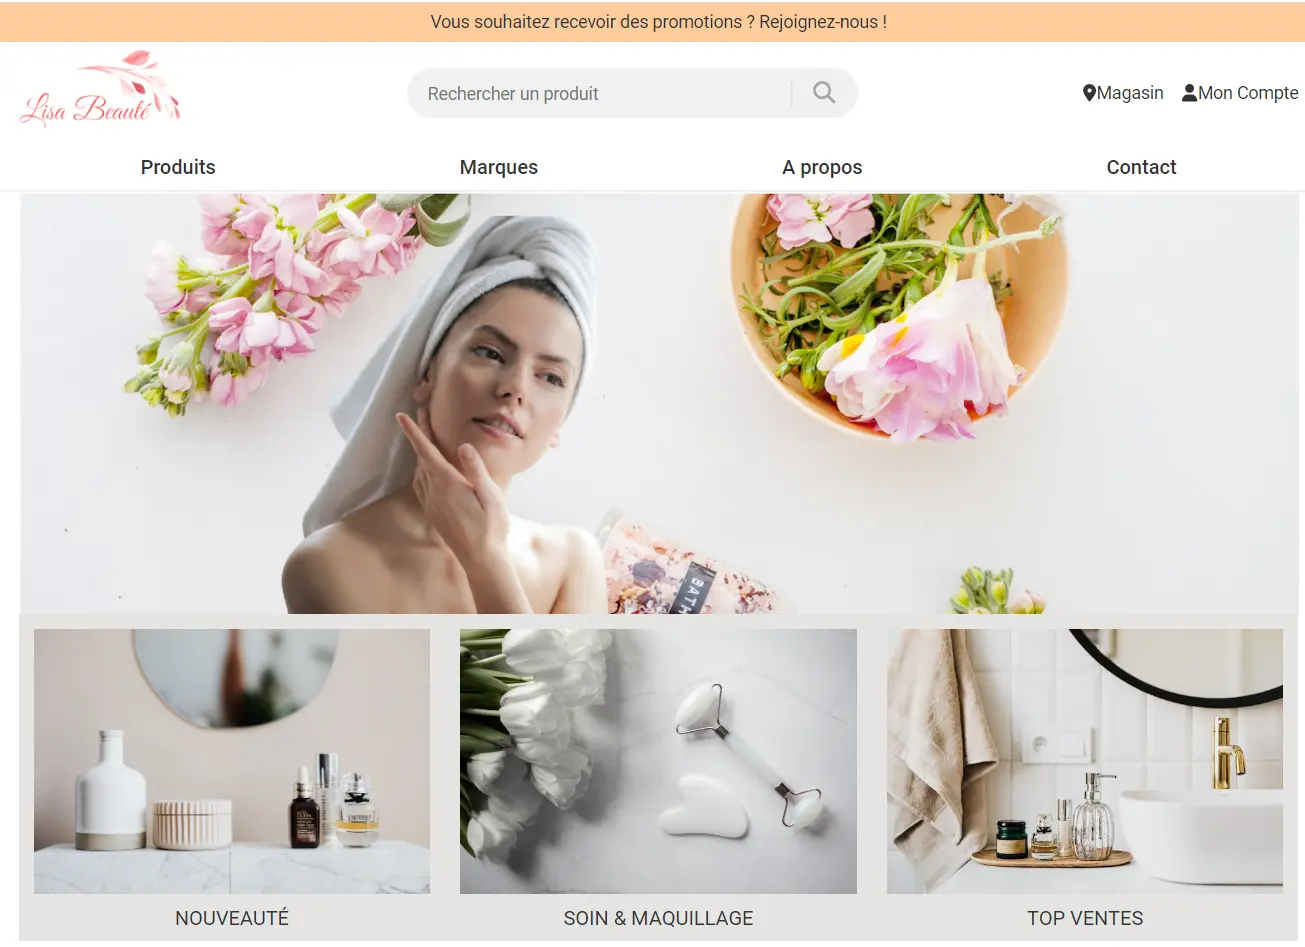 Vous souhaitez recevoir des promotions ? Rejoignez-nous !
Lisa Beauté
Rechercher un produit
Magasin Mon Compte
Produits Marques A propos Contact
BATH
NOUVEAUTÉ SOIN & MAQUILLAGE TOP VENTES